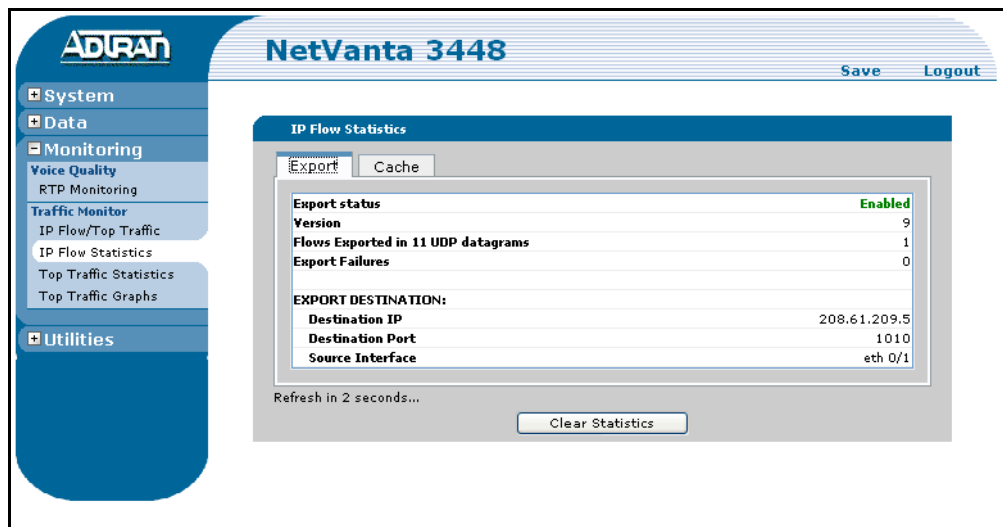 ADTRAN
NetVanta 3448
Save Logout
System
Data
Monitoring
Voice Quality
RTP Monitoring
Traffic Monitor
IP Flow/Top Traffic
IP Flow Statistics
Top Traffic Statistics
Top Traffic Graphs
Utilities
IP Flow Statistics
Export Cache
Export status Enabled
Version 9
Flows Exported in 11 UDP datagrams 1
Export Failures 0
EXPORT DESTINATION:
Destination IP 208.61.209.5
Destination Port 1010
Source Interface eth 0/1
Refresh in 2 seconds...
Clear Statistics